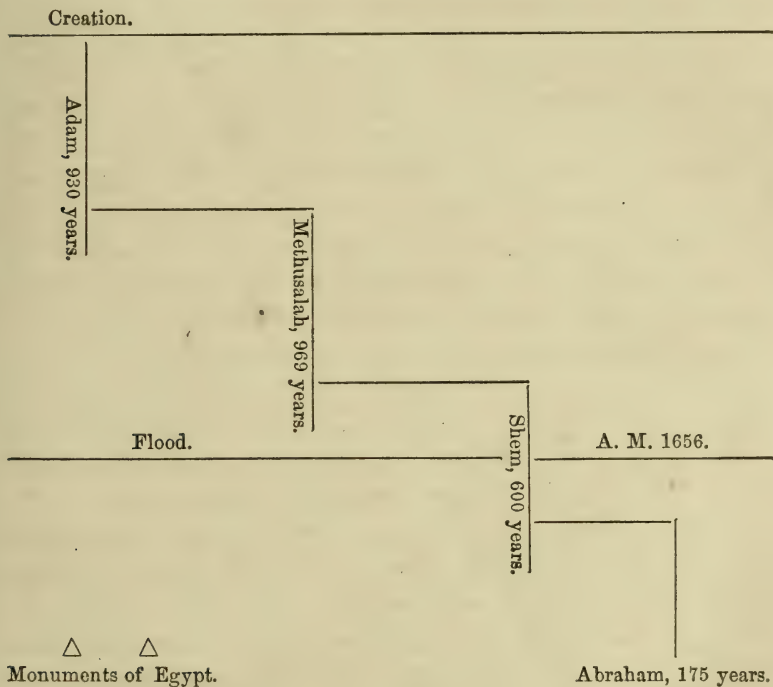 Creation.
Adam, 930 years.
Methusalah, 969 years.
Flood.
Shem, 600 years.
A. M. 1656.
Monuments of Egypt.
Abraham, 175 years.